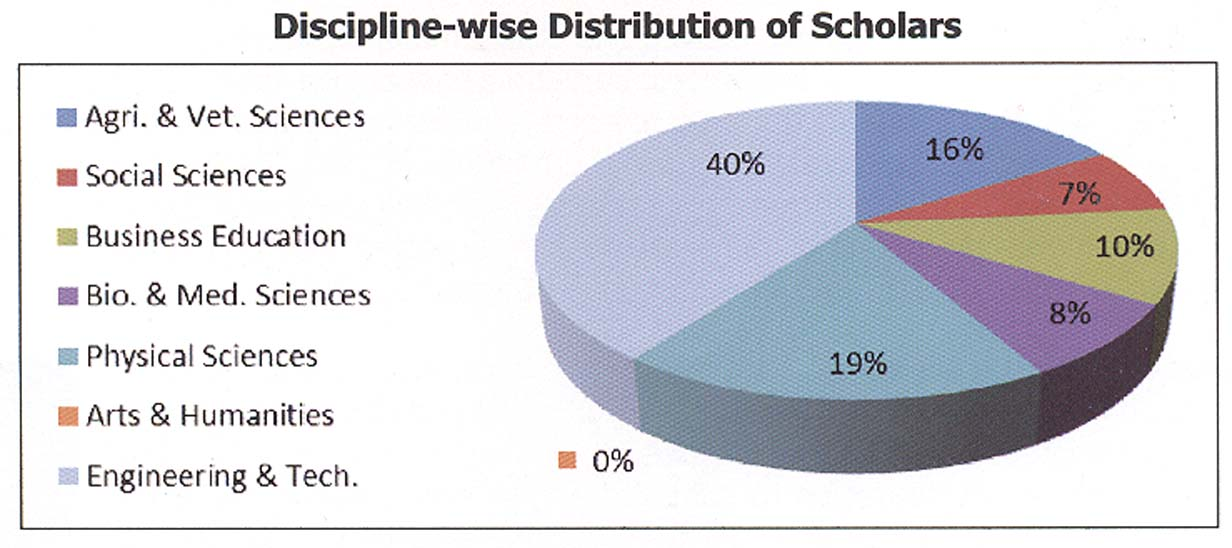 Discipline-wise Distribution of Scholars
Agri. & Vet. Sciences
Social Sciences
Business Education
Bio. & Med. Sciences
Physical Sciences
Arts & Humanities
Engineering & Tech.
40%
16%
7%
10%
8%
19%
0%